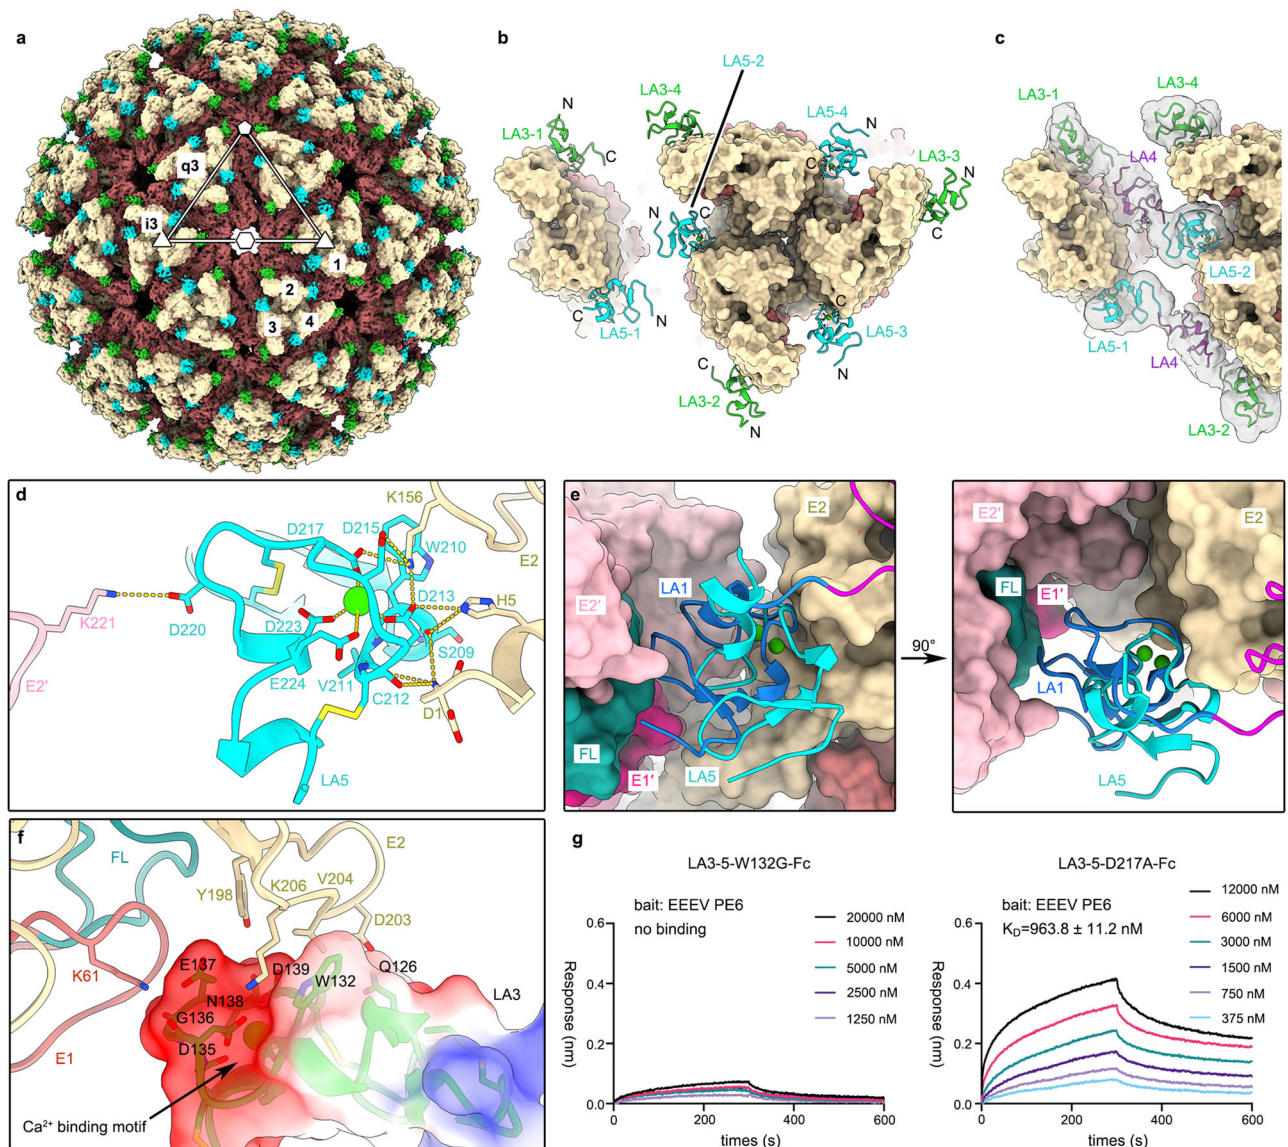 a
q3
i3
1
2
3
4
b
LA5-2
LA3-4
LA5-4
N
N
LA3-1
C
C
LA3-3
N
N
C
C
C
C
N
LA5-1
LA5-3
N
C
LA3-2
N
c
LA3-4
LA3-1
LA4
LA5-2
LA5-1
LA4
LA3-2
d
K156
D217
D215
W210
E2
D213
H5
K221
D220
D223
S209
E2′
E224
V211
C212
D1
LA5
e
E2
LA1
E2′
FL
LA5
E1′
90°
E2′
E2
FL
E1′
LA1
LA5
f
E2
FL
V204
Y198
K206
D203
K61
E137
D139
Q126
N138
W132
LA3
G136
D135
E1
Ca²⁺ binding motif
g
LA3-5-W132G-Fc
bait: EEEV PE6
no binding
20000 nM
10000 nM
5000 nM
2500 nM
1250 nM
Response (nm)
0.6
0.4
0.2
0.0
0
200
400
600
times (s)
LA3-5-D217A-Fc
bait: EEEV PE6
K_D=963.8 ± 11.2 nM
12000 nM
6000 nM
3000 nM
1500 nM
750 nM
375 nM
Response (nm)
0.6
0.4
0.2
0.0
0
200
400
600
times (s)